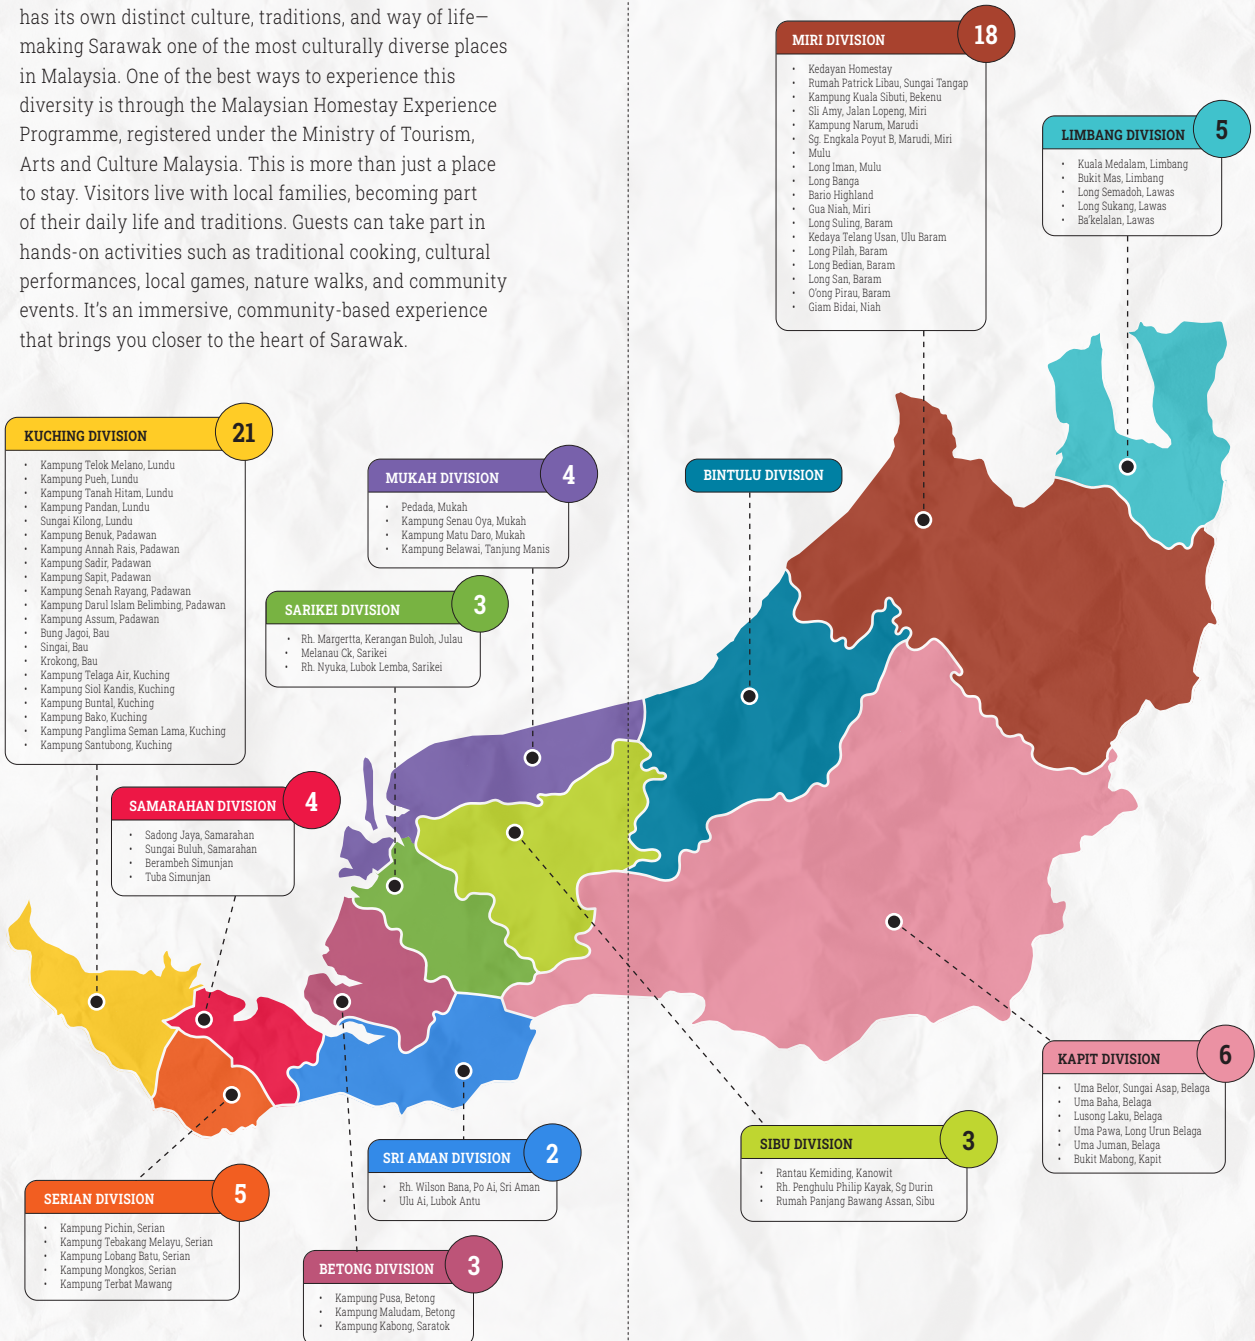 has its own distinct culture, traditions, and way of life—
making Sarawak one of the most culturally diverse places
in Malaysia. One of the best ways to experience this
diversity is through the Malaysian Homestay Experience
Programme, registered under the Ministry of Tourism,
Arts and Culture Malaysia. This is more than just a place
to stay. Visitors live with local families, becoming part
of their daily life and traditions. Guests can take part in
hands-on activities such as traditional cooking, cultural
performances, local games, nature walks, and community
events. It's an immersive, community-based experience
that brings you closer to the heart of Sarawak.
MIRI DIVISION 18
• Kedayan Homestay
• Rumah Patrick Libau, Sungai Tangap
• Kampung Kuala Sibuti, Bekenu
• Sli Amy, Jalan Lopeng, Miri
• Kampung Narum, Marudi
• Sg. Engkala Poyut B, Marudi, Miri
• Mulu
• Long Iman, Mulu
• Long Banga
• Bario Highland
• Gua Niah, Miri
• Long Suling, Baram
• Kedaya Telang Usan, Ulu Baram
• Long Pilah, Baram
• Long Bedian, Baram
• Long San, Baram
• O'ong Pirau, Baram
• Giam Bidai, Niah
LIMBANG DIVISION 5
• Kuala Medalam, Limbang
• Bukit Mas, Limbang
• Long Semadoh, Lawas
• Long Sukang, Lawas
• Ba'kelalan, Lawas
KUCHING DIVISION 21
• Kampung Telok Melano, Lundu
• Kampung Pueh, Lundu
• Kampung Tanah Hitam, Lundu
• Kampung Pandan, Lundu
• Sungai Kilong, Lundu
• Kampung Benuk, Padawan
• Kampung Annah Rais, Padawan
• Kampung Sadir, Padawan
• Kampung Sapit, Padawan
• Kampung Senah Rayang, Padawan
• Kampung Darul Islam Belimbing, Padawan
• Kampung Assum, Padawan
• Bung Jagoi, Bau
• Singai, Bau
• Krokong, Bau
• Kampung Telaga Air, Kuching
• Kampung Siol Kandis, Kuching
• Kampung Buntal, Kuching
• Kampung Bako, Kuching
• Kampung Panglima Seman Lama, Kuching
• Kampung Santubong, Kuching
MUKAH DIVISION 4
• Pedada, Mukah
• Kampung Senau Oya, Mukah
• Kampung Matu Daro, Mukah
• Kampung Belawai, Tanjung Manis
BINTULU DIVISION
SARIKEI DIVISION 3
• Rh. Margertta, Kerangan Buloh, Julau
• Melanau Ck, Sarikei
• Rh. Nyuka, Lubok Lemba, Sarikei
SAMARAHAN DIVISION 4
• Sadong Jaya, Samarahan
• Sungai Buluh, Samarahan
• Berambeh Simunjan
• Tuba Simunjan
KAPIT DIVISION 6
• Uma Belor, Sungai Asap, Belaga
• Uma Baha, Belaga
• Lusong Laku, Belaga
• Uma Pawa, Long Urun Belaga
• Uma Juman, Belaga
• Bukit Mabong, Kapit
SIBU DIVISION 3
• Rantau Kemiding, Kanowit
• Rh. Penghulu Philip Kayak, Sg Durin
• Rumah Panjang Bawang Assan, Sibu
SRI AMAN DIVISION 2
• Rh. Wilson Bana, Po Ai, Sri Aman
• Ulu Ai, Lubok Antu
SERIAN DIVISION 5
• Kampung Pichin, Serian
• Kampung Tebakang Melayu, Serian
• Kampung Lobang Batu, Serian
• Kampung Mongkos, Serian
• Kampung Terbat Mawang
BETONG DIVISION 3
• Kampung Pusa, Betong
• Kampung Maludam, Betong
• Kampung Kabong, Saratok